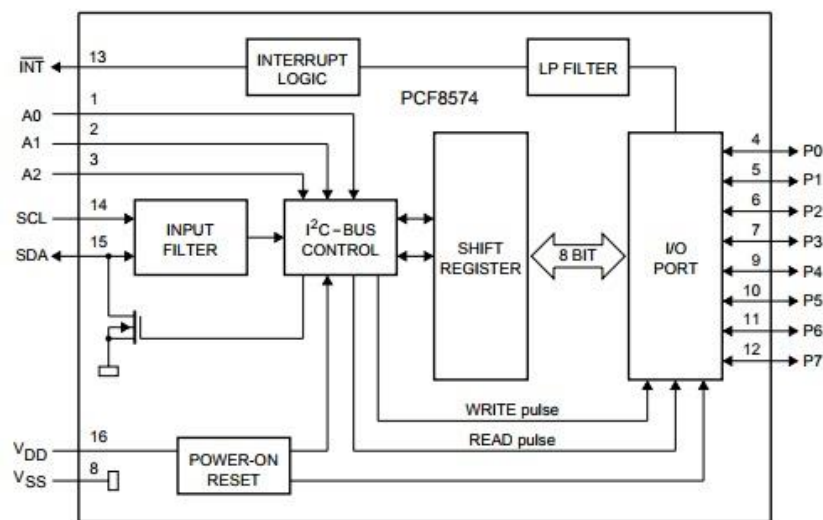 INT 13 INTERRUPT LOGIC LP FILTER
PCF8574
A0 1
A1 2
A2 3
SCL 14
SDA 15
INPUT FILTER
I²C-BUS CONTROL
SHIFT REGISTER
8 BIT
I/O PORT
4 P0
5 P1
6 P2
7 P3
9 P4
10 P5
11 P6
12 P7
WRITE pulse
READ pulse
VDD 16
VSS 8
POWER-ON RESET